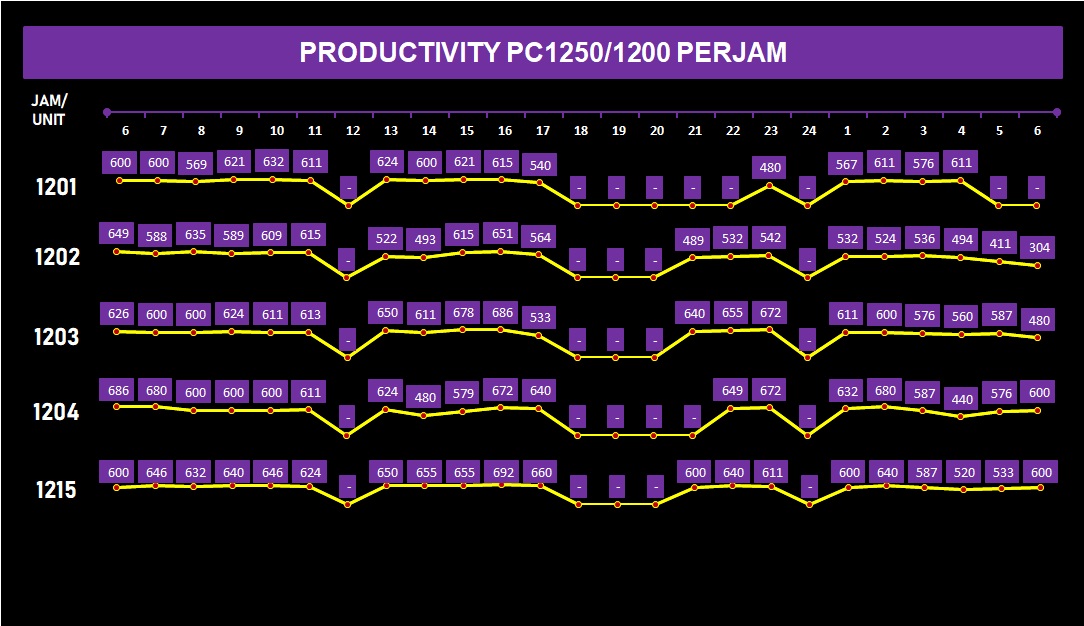 PRODUCTIVITY PC1250/1200 PERJAM
JAM/
UNIT
6 7 8 9 10 11 12 13 14 15 16 17 18 19 20 21 22 23 24 1 2 3 4 5 6
1201 600 600 569 621 632 611 - 624 600 621 615 540 - - - - - 480 - 567 611 576 611 - -
1202 649 588 635 589 609 615 - 522 493 615 651 564 - - - 489 532 542 - 532 524 536 494 411 304
1203 626 600 600 624 611 613 - 650 611 678 686 533 - - - 640 655 672 - 611 600 576 560 587 480
1204 686 680 600 600 600 611 - 624 480 579 672 640 - - - - 649 672 - 632 680 587 440 576 600
1215 600 646 632 640 646 624 - 650 655 655 692 660 - - - 600 640 611 - 600 640 587 520 533 600